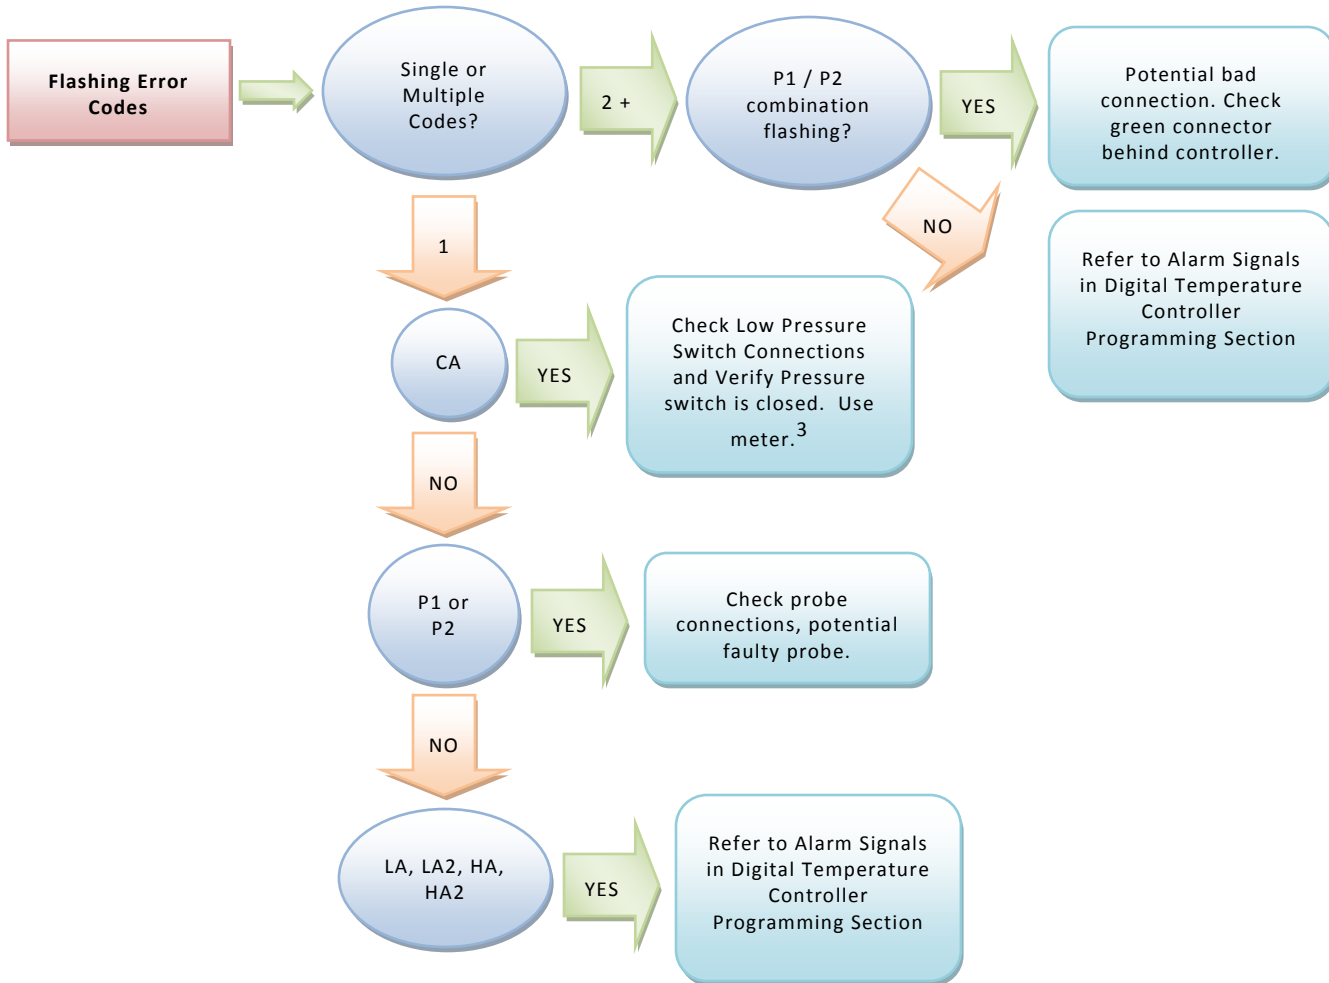 Flashing Error
Codes
Single or
Multiple
Codes?
2 +
P1 / P2
combination
flashing?
YES
Potential bad
connection. Check
green connector
behind controller.
NO
Refer to Alarm Signals
in Digital Temperature
Controller
Programming Section
1
CA
YES
Check Low Pressure
Switch Connections
and Verify Pressure
switch is closed. Use
meter.3
NO
P1 or
P2
YES
Check probe
connections, potential
faulty probe.
NO
LA, LA2, HA,
HA2
YES
Refer to Alarm Signals
in Digital Temperature
Controller
Programming Section